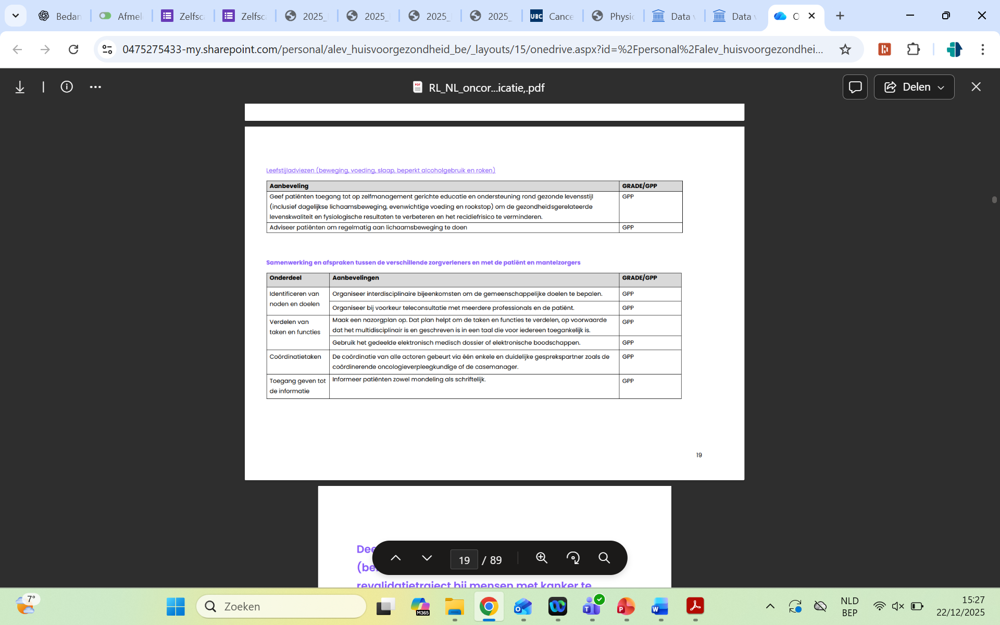 Bedan
Afmel
Zelfsc
Zelfsc
2025_
2025_
2025_
2025_
UBC
Cance
Physic
Data v
Data v
O
0475275433-my.sharepoint.com/personal/alev_huisvoorgezondheid_be/_layouts/15/onedrive.aspx?id=%2Fpersonal%2Falev_huisvoorgezondhei...
PDF
RL_NL_oncor...icatie,.pdf
Delen
Leefstijladviezen (beweging, voeding, slaap, beperkt alcoholgebruik en roken)
Aanbeveling GRADE/GPP
Geef patiënten toegang tot op zelfmanagement gerichte educatie en ondersteuning rond gezonde levensstijl GPP
(inclusief dagelijkse lichaamsbeweging, evenwichtige voeding en rookstop) om de gezondheidsgerelateerde
levenskwaliteit en fysiologische resultaten te verbeteren en het recidiefrisico te verminderen.
Adviseer patiënten om regelmatig aan lichaamsbeweging te doen GPP
Samenwerking en afspraken tussen de verschillende zorgverleners en met de patiënt en mantelzorgers
Onderdeel Aanbevelingen GRADE/GPP
Identificeren van
noden en doelen
Organiseer interdisciplinaire bijeenkomsten om de gemeenschappelijke doelen te bepalen. GPP
Organiseer bij voorkeur teleconsultatie met meerdere professionals en de patiënt. GPP
Verdelen van
taken en functies
Maak een nazorgplan op. Dat plan helpt om de taken en functies te verdelen, op voorwaarde
dat het multidisciplinair is en geschreven is in een taal die voor iedereen toegankelijk is.
GPP
Gebruik het gedeelde elektronisch medisch dossier of elektronische boodschappen. GPP
Coördinatietaken
De coördinatie van alle actoren gebeurt via één enkele en duidelijke gesprekspartner zoals de
coördinerende oncologieverpleegkundige of de casemanager.
GPP
Toegang geven tot
de informatie
Informeer patiënten zowel mondeling als schriftelijk.
GPP
19
Dee
(be
revalidatietraject bij mensen met kanker te
19 / 89
7°
Zoeken
M365
NLD
BEP
15:27
22/12/2025